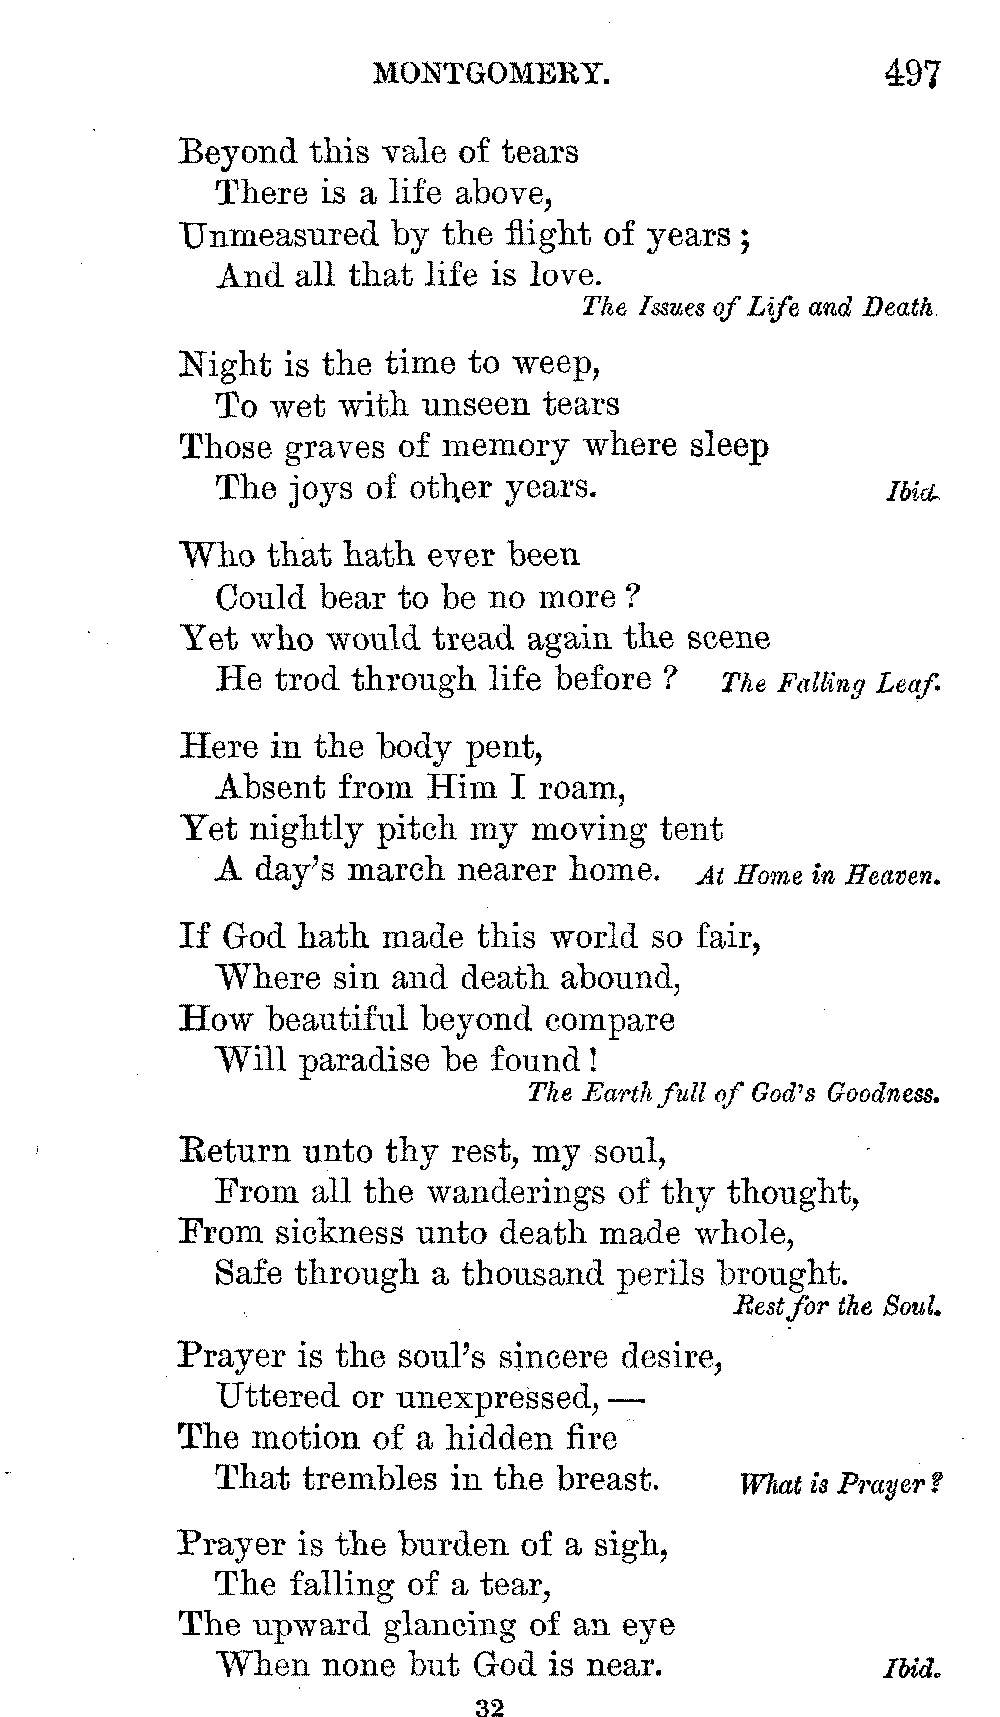 MONTGOMERY. 497
Beyond this vale of tears
There is a life above,
Unmeasured by the flight of years;
And all that life is love.
The Issues of Life and Death.
Night is the time to weep,
To wet with unseen tears
Those graves of memory where sleep
The joys of other years. Ibid.
Who that hath ever been
Could bear to be no more?
Yet who would tread again the scene
He trod through life before? The Falling Leaf.
Here in the body pent,
Absent from Him I roam,
Yet nightly pitch my moving tent
A day's march nearer home. At Home in Heaven.
If God hath made this world so fair,
Where sin and death abound,
How beautiful beyond compare
Will paradise be found!
The Earth full of God's Goodness.
Return unto thy rest, my soul,
From all the wanderings of thy thought,
From sickness unto death made whole,
Safe through a thousand perils brought.
Rest for the Soul.
Prayer is the soul's sincere desire,
Uttered or unexpressed, —
The motion of a hidden fire
That trembles in the breast. What is Prayer?
Prayer is the burden of a sigh,
The falling of a tear,
The upward glancing of an eye
When none but God is near. Ibid.
32